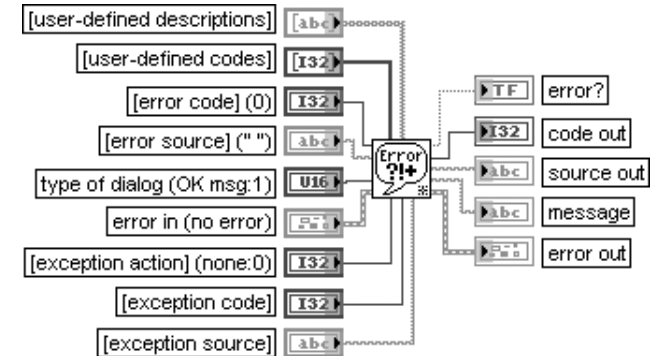 [user-defined descriptions] [abc]
[user-defined codes] [I32]
[error code] (0) I32
TF error?
[error source] (" ") abc
Error
?!+
I32 code out
type of dialog (OK msg:1) U16
abc source out
error in (no error)
abc message
[exception action] (none:0) I32
error out
[exception code] I32
[exception source] abc